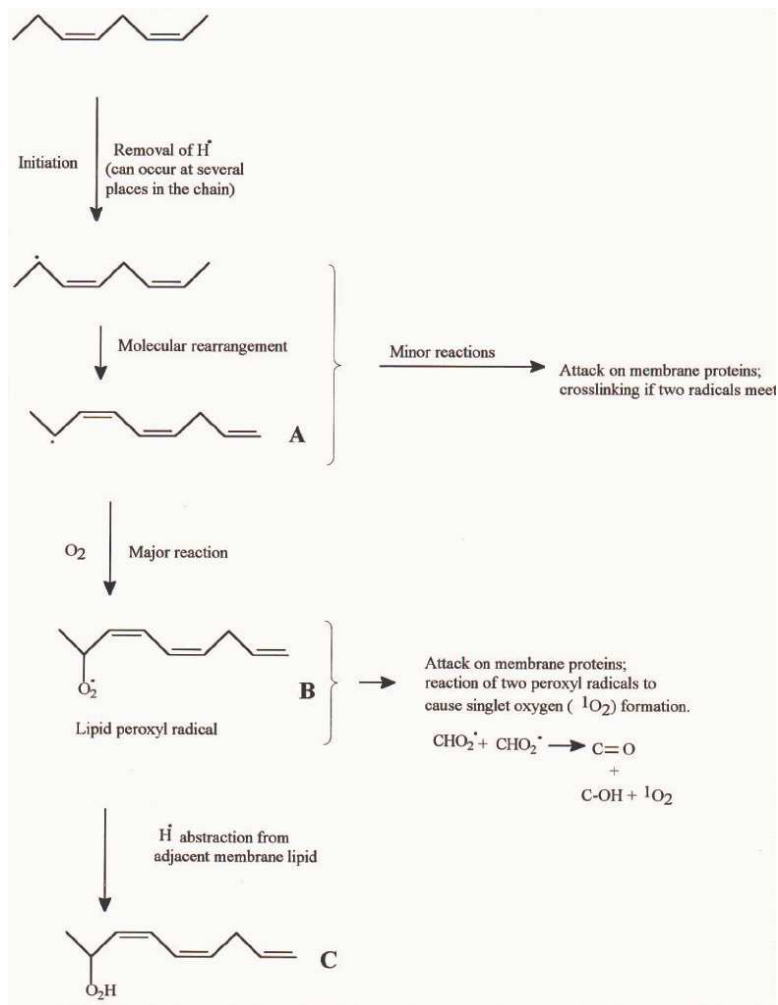 Initiation
Removal of H•
(can occur at several
places in the chain)
Molecular rearrangement
A
Minor reactions
Attack on membrane proteins;
crosslinking if two radicals meet
O2
Major reaction
O2•
B
Lipid peroxyl radical
Attack on membrane proteins;
reaction of two peroxyl radicals to
cause singlet oxygen ( 1O2) formation.
CHO2•+ CHO2• → C=O
+
C-OH + 1O2
H• abstraction from
adjacent membrane lipid
C
O2H